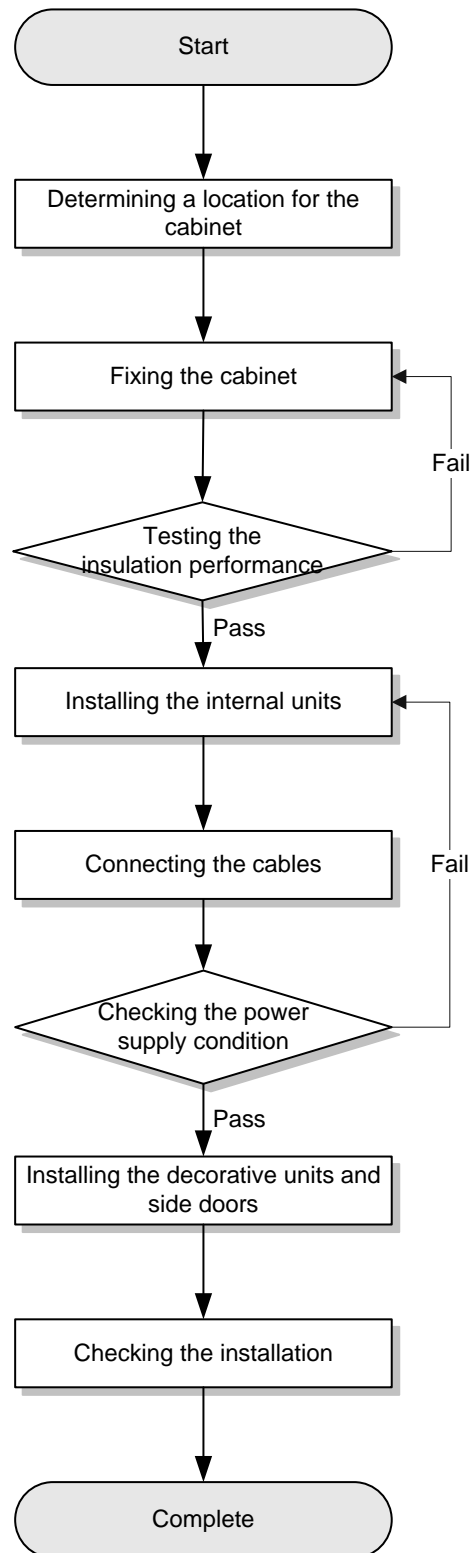 Start
Determining a location for the
cabinet
Fixing the cabinet
Fail
Testing the
insulation performance
Pass
Installing the internal units
Connecting the cables
Fail
Checking the power
supply condition
Pass
Installing the decorative units and
side doors
Checking the installation
Complete